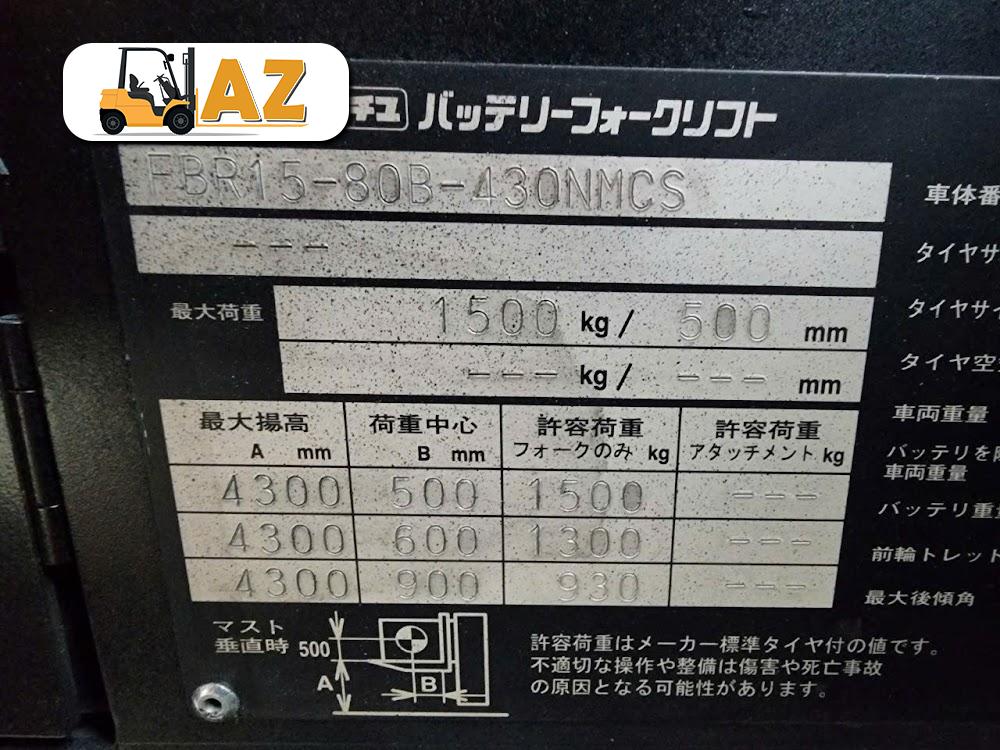 AZ
チユ バッテリーフォークリフト
FBR15-80B-430NMCS
車体番
---
タイヤサ
最大荷重 1500 kg/ 500 mm
タイヤサイ
--- kg/ --- mm
タイヤ空
車両重量
最大揚高 A mm 荷重中心 B mm 許容荷重 フォークのみ kg 許容荷重 アタッチメント kg
バッテリを
車両重量
4300 500 1500 ---
バッテリ重
4300 600 1300 ---
前輪トレッド
4300 900 930 ---
最大後傾角
マスト
垂直時 500
A
B
許容荷重はメーカー標準タイヤ付の値です。
不適切な操作や整備は傷害や死亡事故
の原因となる可能性があります。